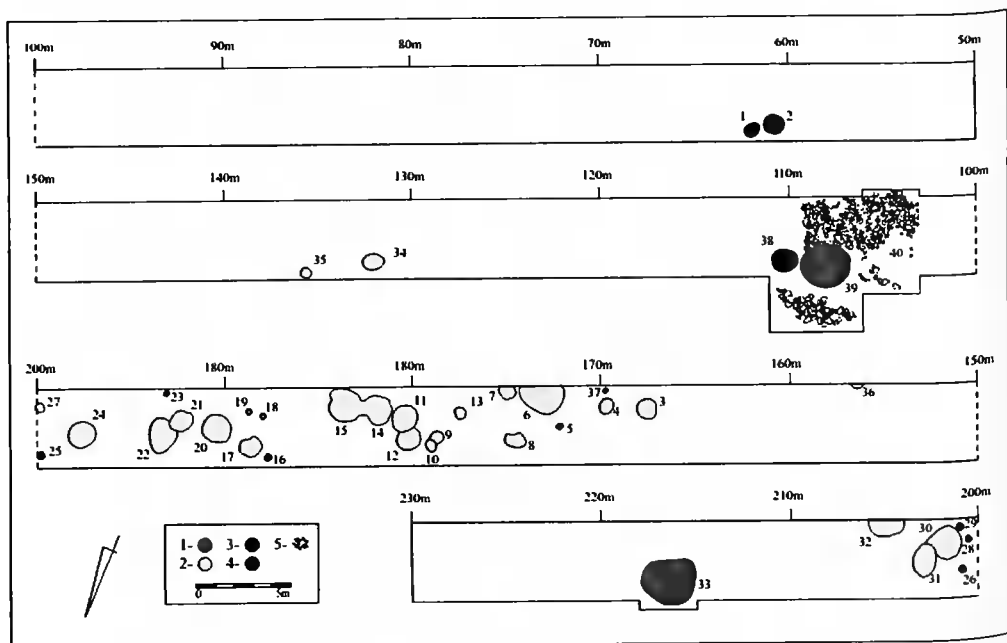 100m 90m 80m 70m 60m 50m
1 2
150m 140m 130m 120m 110m 100m
35 34 38 39 40
200m 190m 180m 170m 160m 150m
27 24 23 21 19 18 15 14 11 13 7 6 37 4 3 36
25 22 20 17 16 12 10 9 8 5
230m 220m 210m 200m
33 32 31 30 29 28 26
1- 3- 5-
2- 4-
0 5m